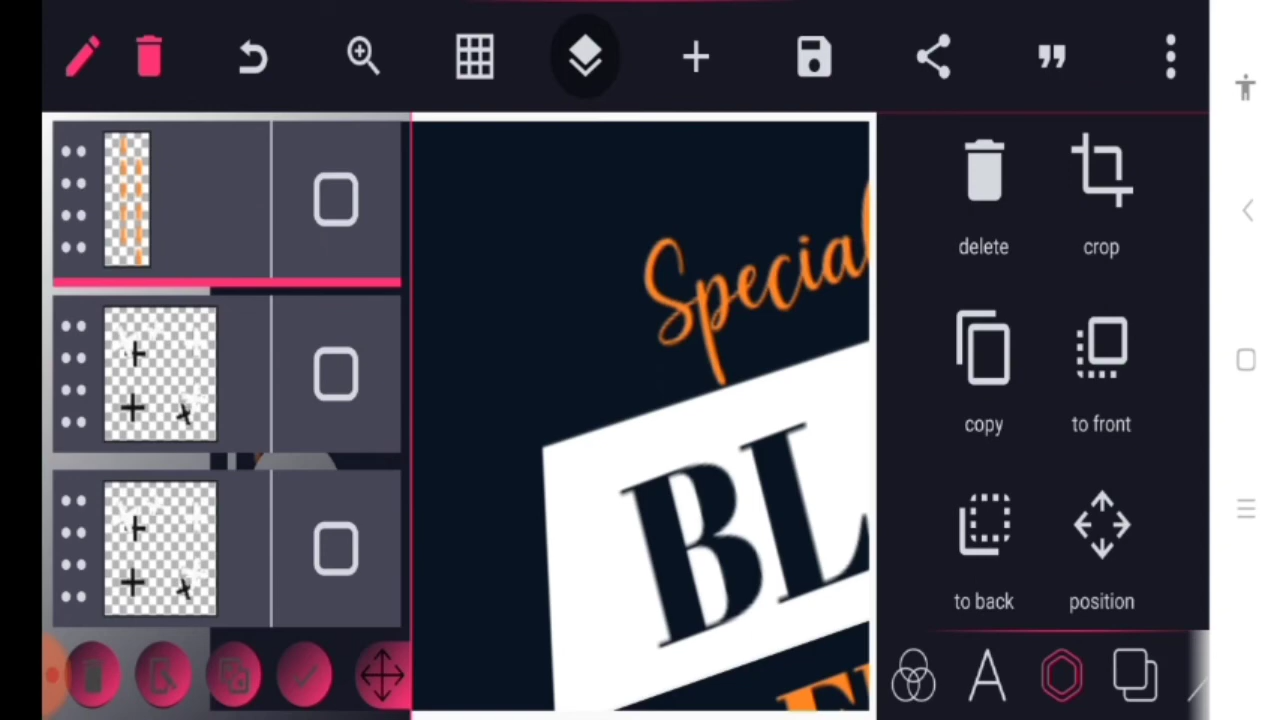 Special
BL
delete
crop
copy
to front
to back
position